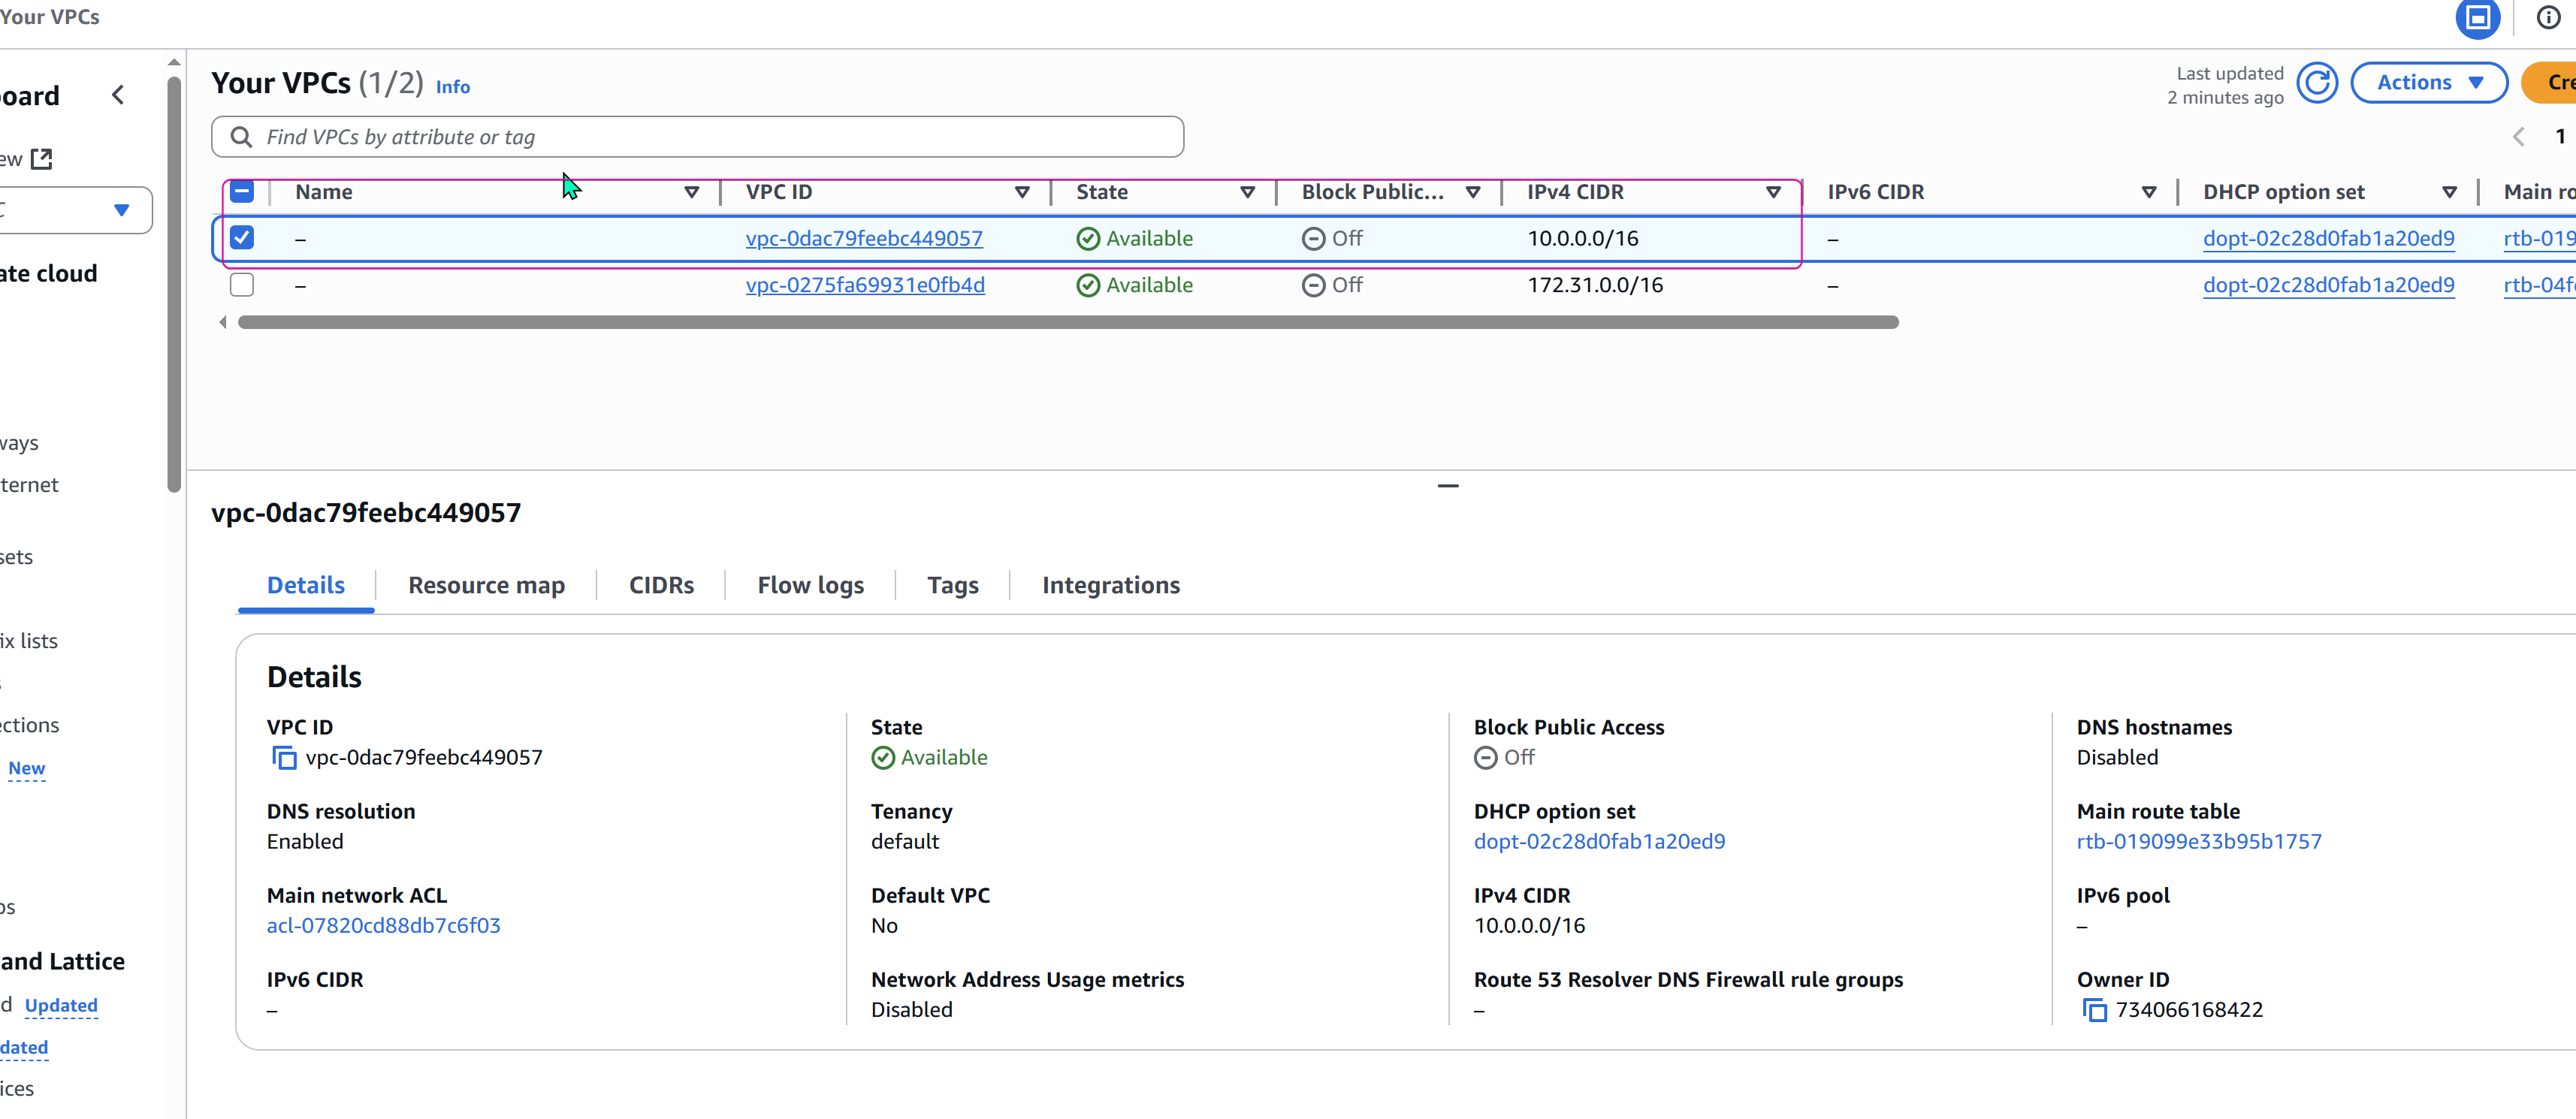 Your VPCs
board
Your VPCs (1/2) Info
Last updated
2 minutes ago
Actions
Find VPCs by attribute or tag
1
Name VPC ID State Block Public... IPv4 CIDR IPv6 CIDR DHCP option set Main ro
– vpc-0dac79feebc449057 Available Off 10.0.0.0/16 – dopt-02c28d0fab1a20ed9 rtb-019
– vpc-0275fa69931e0fb4d Available Off 172.31.0.0/16 – dopt-02c28d0fab1a20ed9
ew
ate cloud
ways
ternet
sets
ix lists
ections
New
and Lattice
d Updated
dated
ices
vpc-0dac79feebc449057
Details Resource map CIDRs Flow logs Tags Integrations
Details
VPC ID
vpc-0dac79feebc449057
State
Available
Block Public Access
Off
DNS hostnames
Disabled
DNS resolution
Enabled
Tenancy
default
DHCP option set
dopt-02c28d0fab1a20ed9
Main route table
rtb-019099e33b95b1757
Main network ACL
acl-07820cd88db7c6f03
Default VPC
No
IPv4 CIDR
10.0.0.0/16
IPv6 pool
–
IPv6 CIDR
–
Network Address Usage metrics
Disabled
Route 53 Resolver DNS Firewall rule groups
–
Owner ID
734066168422